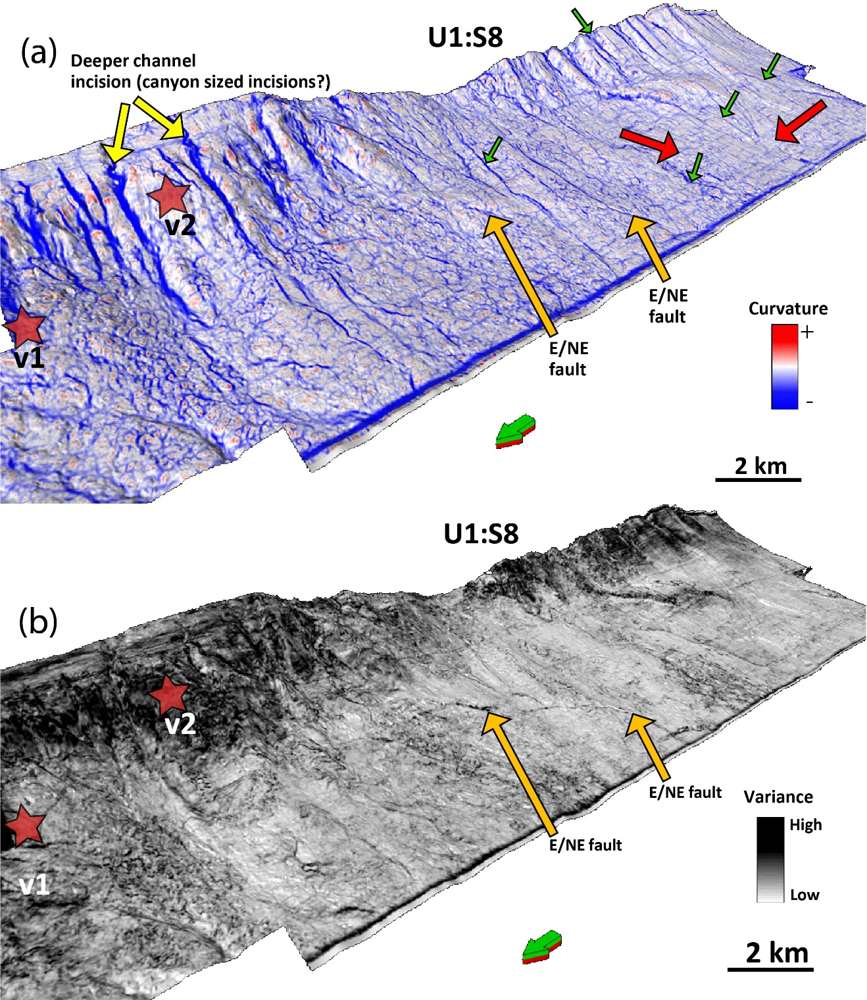 (a)
U1:S8
Deeper channel
incision (canyon sized incisions?)
v2
v1
E/NE
fault
E/NE
fault
Curvature
+
-
2 km
U1:S8
(b)
v2
v1
E/NE fault
E/NE fault
Variance
High
Low
2 km